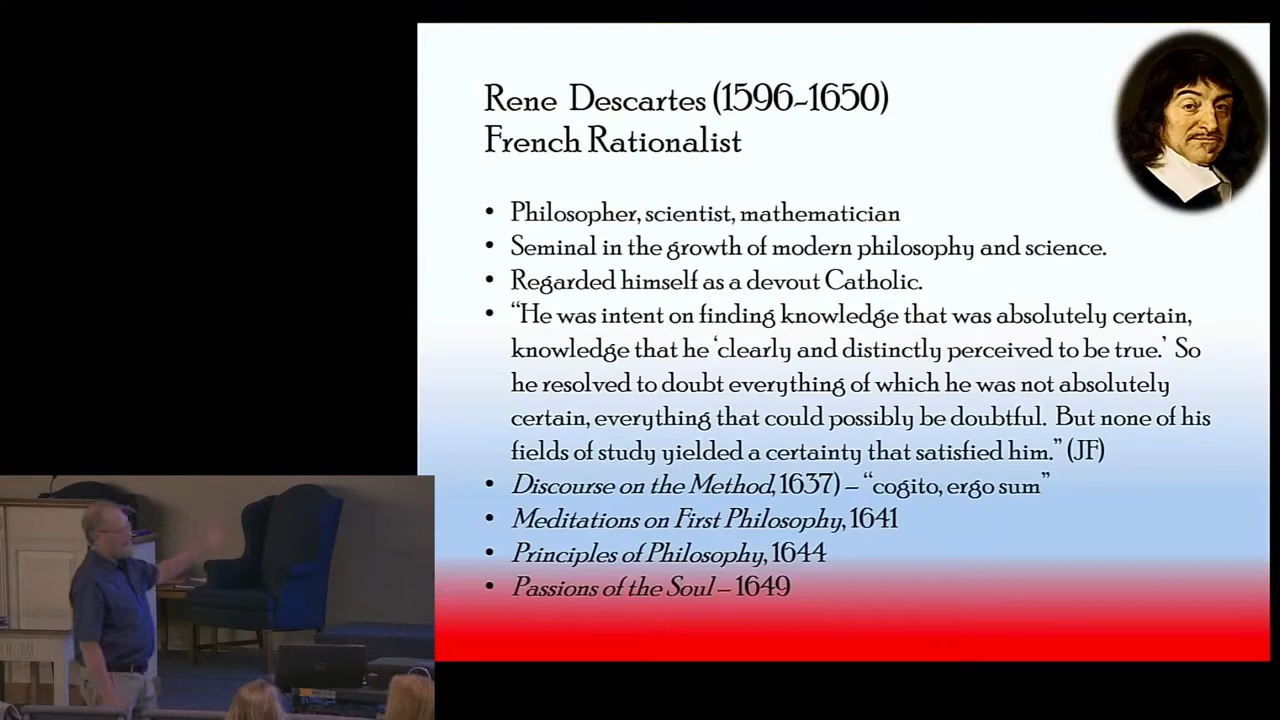 Rene Descartes (1596-1650)
French Rationalist
• Philosopher, scientist, mathematician
• Seminal in the growth of modern philosophy and science.
• Regarded himself as a devout Catholic.
• “He was intent on finding knowledge that was absolutely certain,
knowledge that he ‘clearly and distinctly perceived to be true.’ So
he resolved to doubt everything of which he was not absolutely
certain, everything that could possibly be doubtful. But none of his
fields of study yielded a certainty that satisfied him.” (JF)
• Discourse on the Method, 1637) – “cogito, ergo sum”
• Meditations on First Philosophy, 1641
• Principles of Philosophy, 1644
• Passions of the Soul – 1649
OF